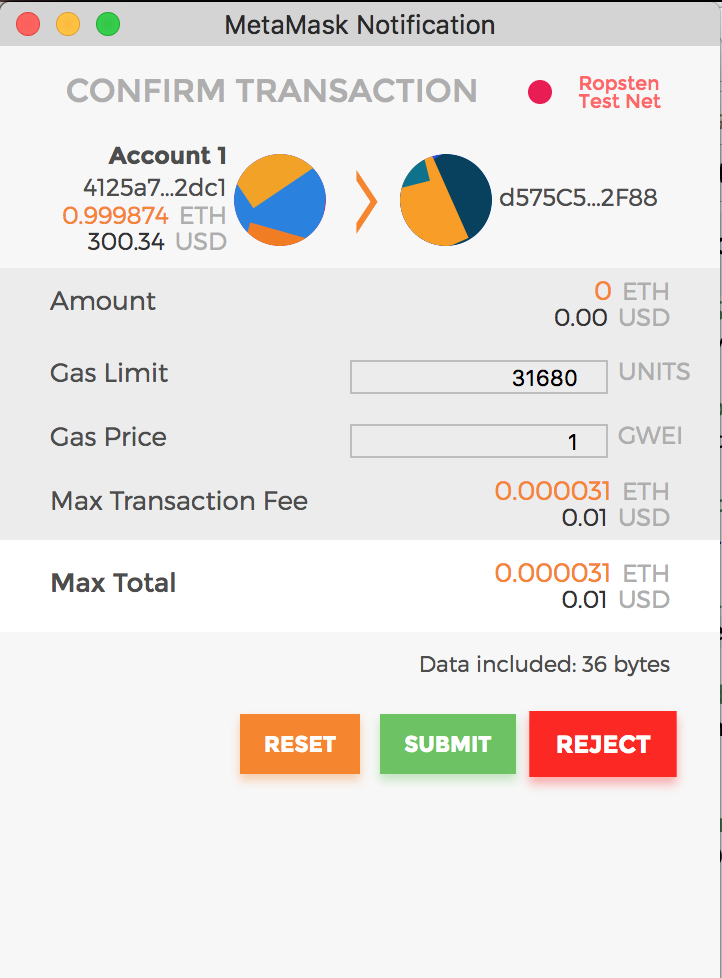 MetaMask Notification
CONFIRM TRANSACTION
Ropsten
Test Net
Account 1
4125a7...2dc1
0.999874 ETH
300.34 USD
d575C5...2F88
Amount
0 ETH
0.00 USD
Gas Limit
31680
UNITS
Gas Price
1
GWEI
Max Transaction Fee
0.000031 ETH
0.01 USD
Max Total
0.000031 ETH
0.01 USD
Data included: 36 bytes
RESET
SUBMIT
REJECT